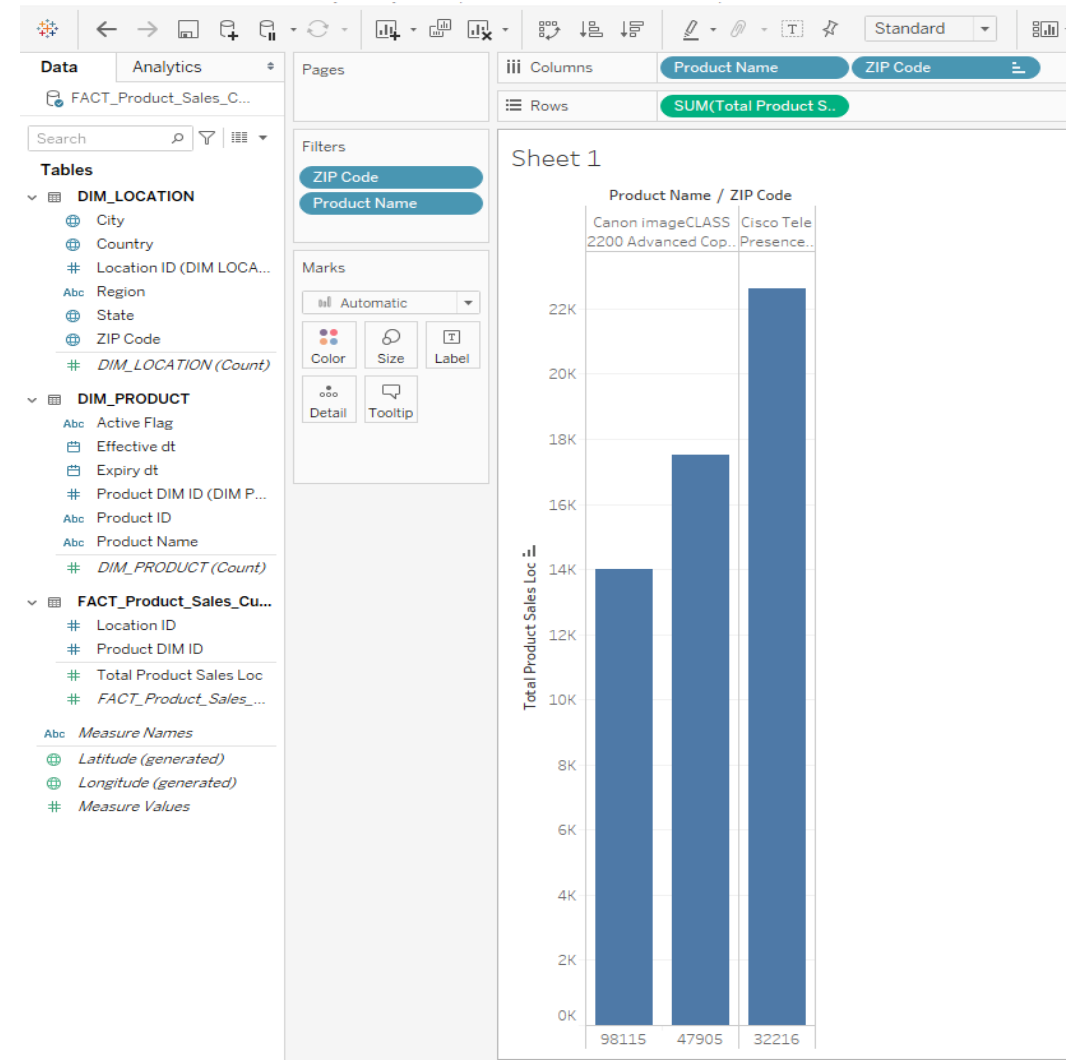 Standard
Data
Analytics
FACT_Product_Sales_C...
Search
Tables
DIM_LOCATION
City
Country
Location ID (DIM LOCA...
Abc Region
State
ZIP Code
DIM_LOCATION (Count)
DIM_PRODUCT
Abc Active Flag
Effective dt
Expiry dt
Product DIM ID (DIM P...
Abc Product ID
Abc Product Name
DIM_PRODUCT (Count)
FACT_Product_Sales_Cu...
Location ID
Product DIM ID
Total Product Sales Loc
FACT_Product_Sales_...
Abc Measure Names
Latitude (generated)
Longitude (generated)
Measure Values
Pages
Filters
ZIP Code
Product Name
Marks
Automatic
Color
Size
Label
Detail
Tooltip
Columns
Product Name
ZIP Code
Rows
SUM(Total Product S..
Sheet 1
Product Name / ZIP Code
Canon imageCLASS
2200 Advanced Cop..
Cisco Tele
Presence..
Total Product Sales Loc
22K
20K
18K
16K
14K
12K
10K
8K
6K
4K
2K
0K
98115
47905
32216